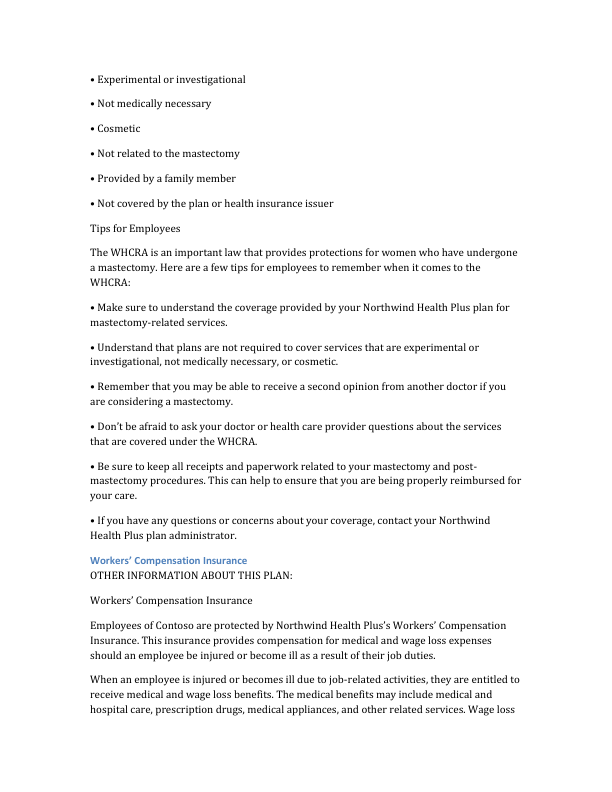 • Experimental or investigational
• Not medically necessary
• Cosmetic
• Not related to the mastectomy
• Provided by a family member
• Not covered by the plan or health insurance issuer
Tips for Employees
The WHCRA is an important law that provides protections for women who have undergone
a mastectomy. Here are a few tips for employees to remember when it comes to the
WHCRA:
• Make sure to understand the coverage provided by your Northwind Health Plus plan for
mastectomy-related services.
• Understand that plans are not required to cover services that are experimental or
investigational, not medically necessary, or cosmetic.
• Remember that you may be able to receive a second opinion from another doctor if you
are considering a mastectomy.
• Don’t be afraid to ask your doctor or health care provider questions about the services
that are covered under the WHCRA.
• Be sure to keep all receipts and paperwork related to your mastectomy and post-
mastectomy procedures. This can help to ensure that you are being properly reimbursed for
your care.
• If you have any questions or concerns about your coverage, contact your Northwind
Health Plus plan administrator.
Workers’ Compensation Insurance
OTHER INFORMATION ABOUT THIS PLAN:
Workers’ Compensation Insurance
Employees of Contoso are protected by Northwind Health Plus’s Workers’ Compensation
Insurance. This insurance provides compensation for medical and wage loss expenses
should an employee be injured or become ill as a result of their job duties.
When an employee is injured or becomes ill due to job-related activities, they are entitled to
receive medical and wage loss benefits. The medical benefits may include medical and
hospital care, prescription drugs, medical appliances, and other related services. Wage loss